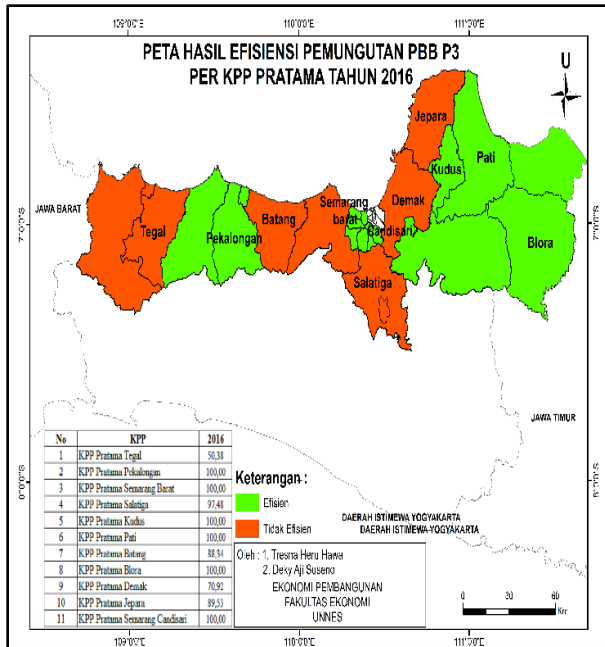 109°0'0"E 110°0'0"E 111°0'0"E
PETA HASIL EFISIENSI PEMUNGUTAN PBB P3
PER KPP PRATAMA TAHUN 2016
U
Jepara
Kudus
Pati
JAWA BARAT
Semarang
barat
Demak
7°0'0"S
Tegal
Pekalongan
Batang
Candisari
Blora
7°0'0"S
Salatiga
JAWA TIMUR
No KPP 2016
1 KPP Pratama Tegal 50,38
2 KPP Pratama Pekalongan 100,00
3 KPP Pratama Semarang Barat 100,00
4 KPP Pratama Salatiga 97,48
5 KPP Pratama Kudus 100,00
6 KPP Pratama Pati 100,00
7 KPP Pratama Batang 88,34
8 KPP Pratama Blora 100,00
9 KPP Pratama Demak 70,92
10 KPP Pratama Jepara 89,53
11 KPP Pratama Semarang Candisari 100,00
Keterangan :
Efisien
Tidak Efisien
DAERAH ISTIMEWA YOGYAKARTA
DAERAH ISTIMEWA YOGYAKARTA
Oleh : 1. Tresna Heru Hawa
2. Deky Aji Suseno
EKONOMI PEMBANGUNAN
FAKULTAS EKONOMI
UNNES
60 30 0
Km
109°0'0"E 110°0'0"E 111°0'0"E